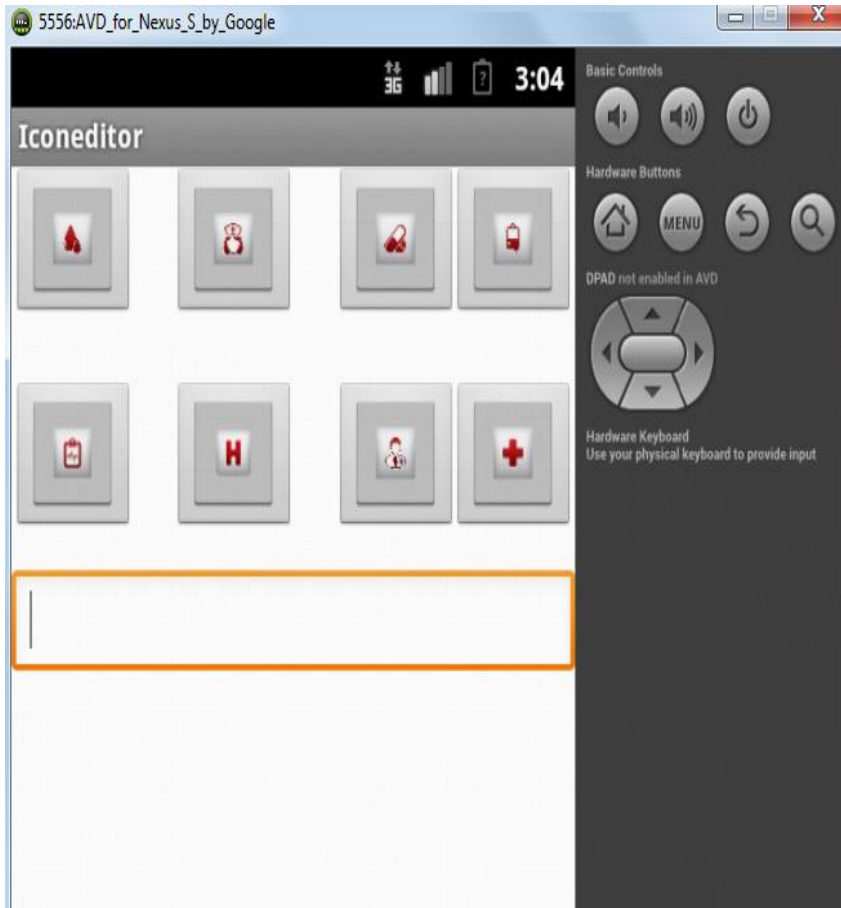 5556:AVD_for_Nexus_S_by_Google
3G 3:04
Iconeditor
H
Basic Controls
Hardware Buttons
MENU
DPAD not enabled in AVD
Hardware Keyboard
Use your physical keyboard to provide input